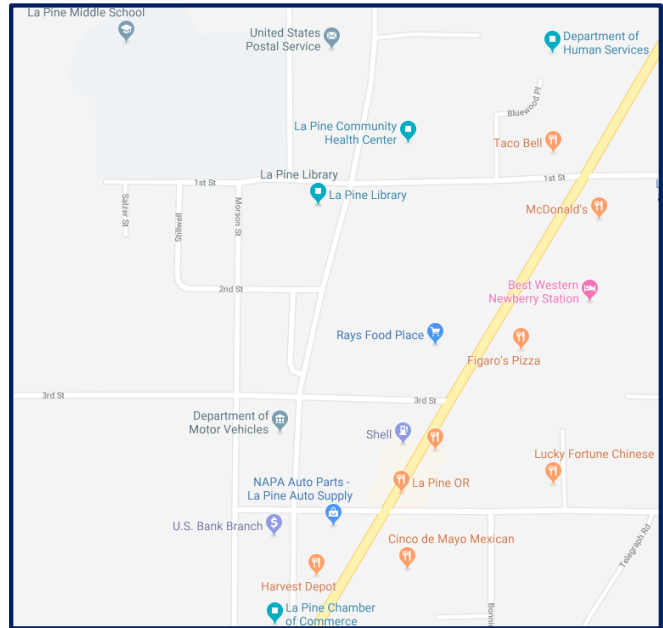 La Pine Middle School
United States
Postal Service
Department of
Human Services
Bluewood Pl
La Pine Community
Health Center
Taco Bell
La Pine Library
1st St
1st St
La Pine Library
McDonald's
Salzer St
Stillwell
Morson St
Best Western
Newberry Station
2nd St
Rays Food Place
Figaro's Pizza
3rd St
3rd St
Department of
Motor Vehicles
Shell
Lucky Fortune Chinese
NAPA Auto Parts -
La Pine Auto Supply
La Pine OR
U.S. Bank Branch
Cinco de Mayo Mexican
Telegraph Rd
Harvest Depot
La Pine Chamber
of Commerce